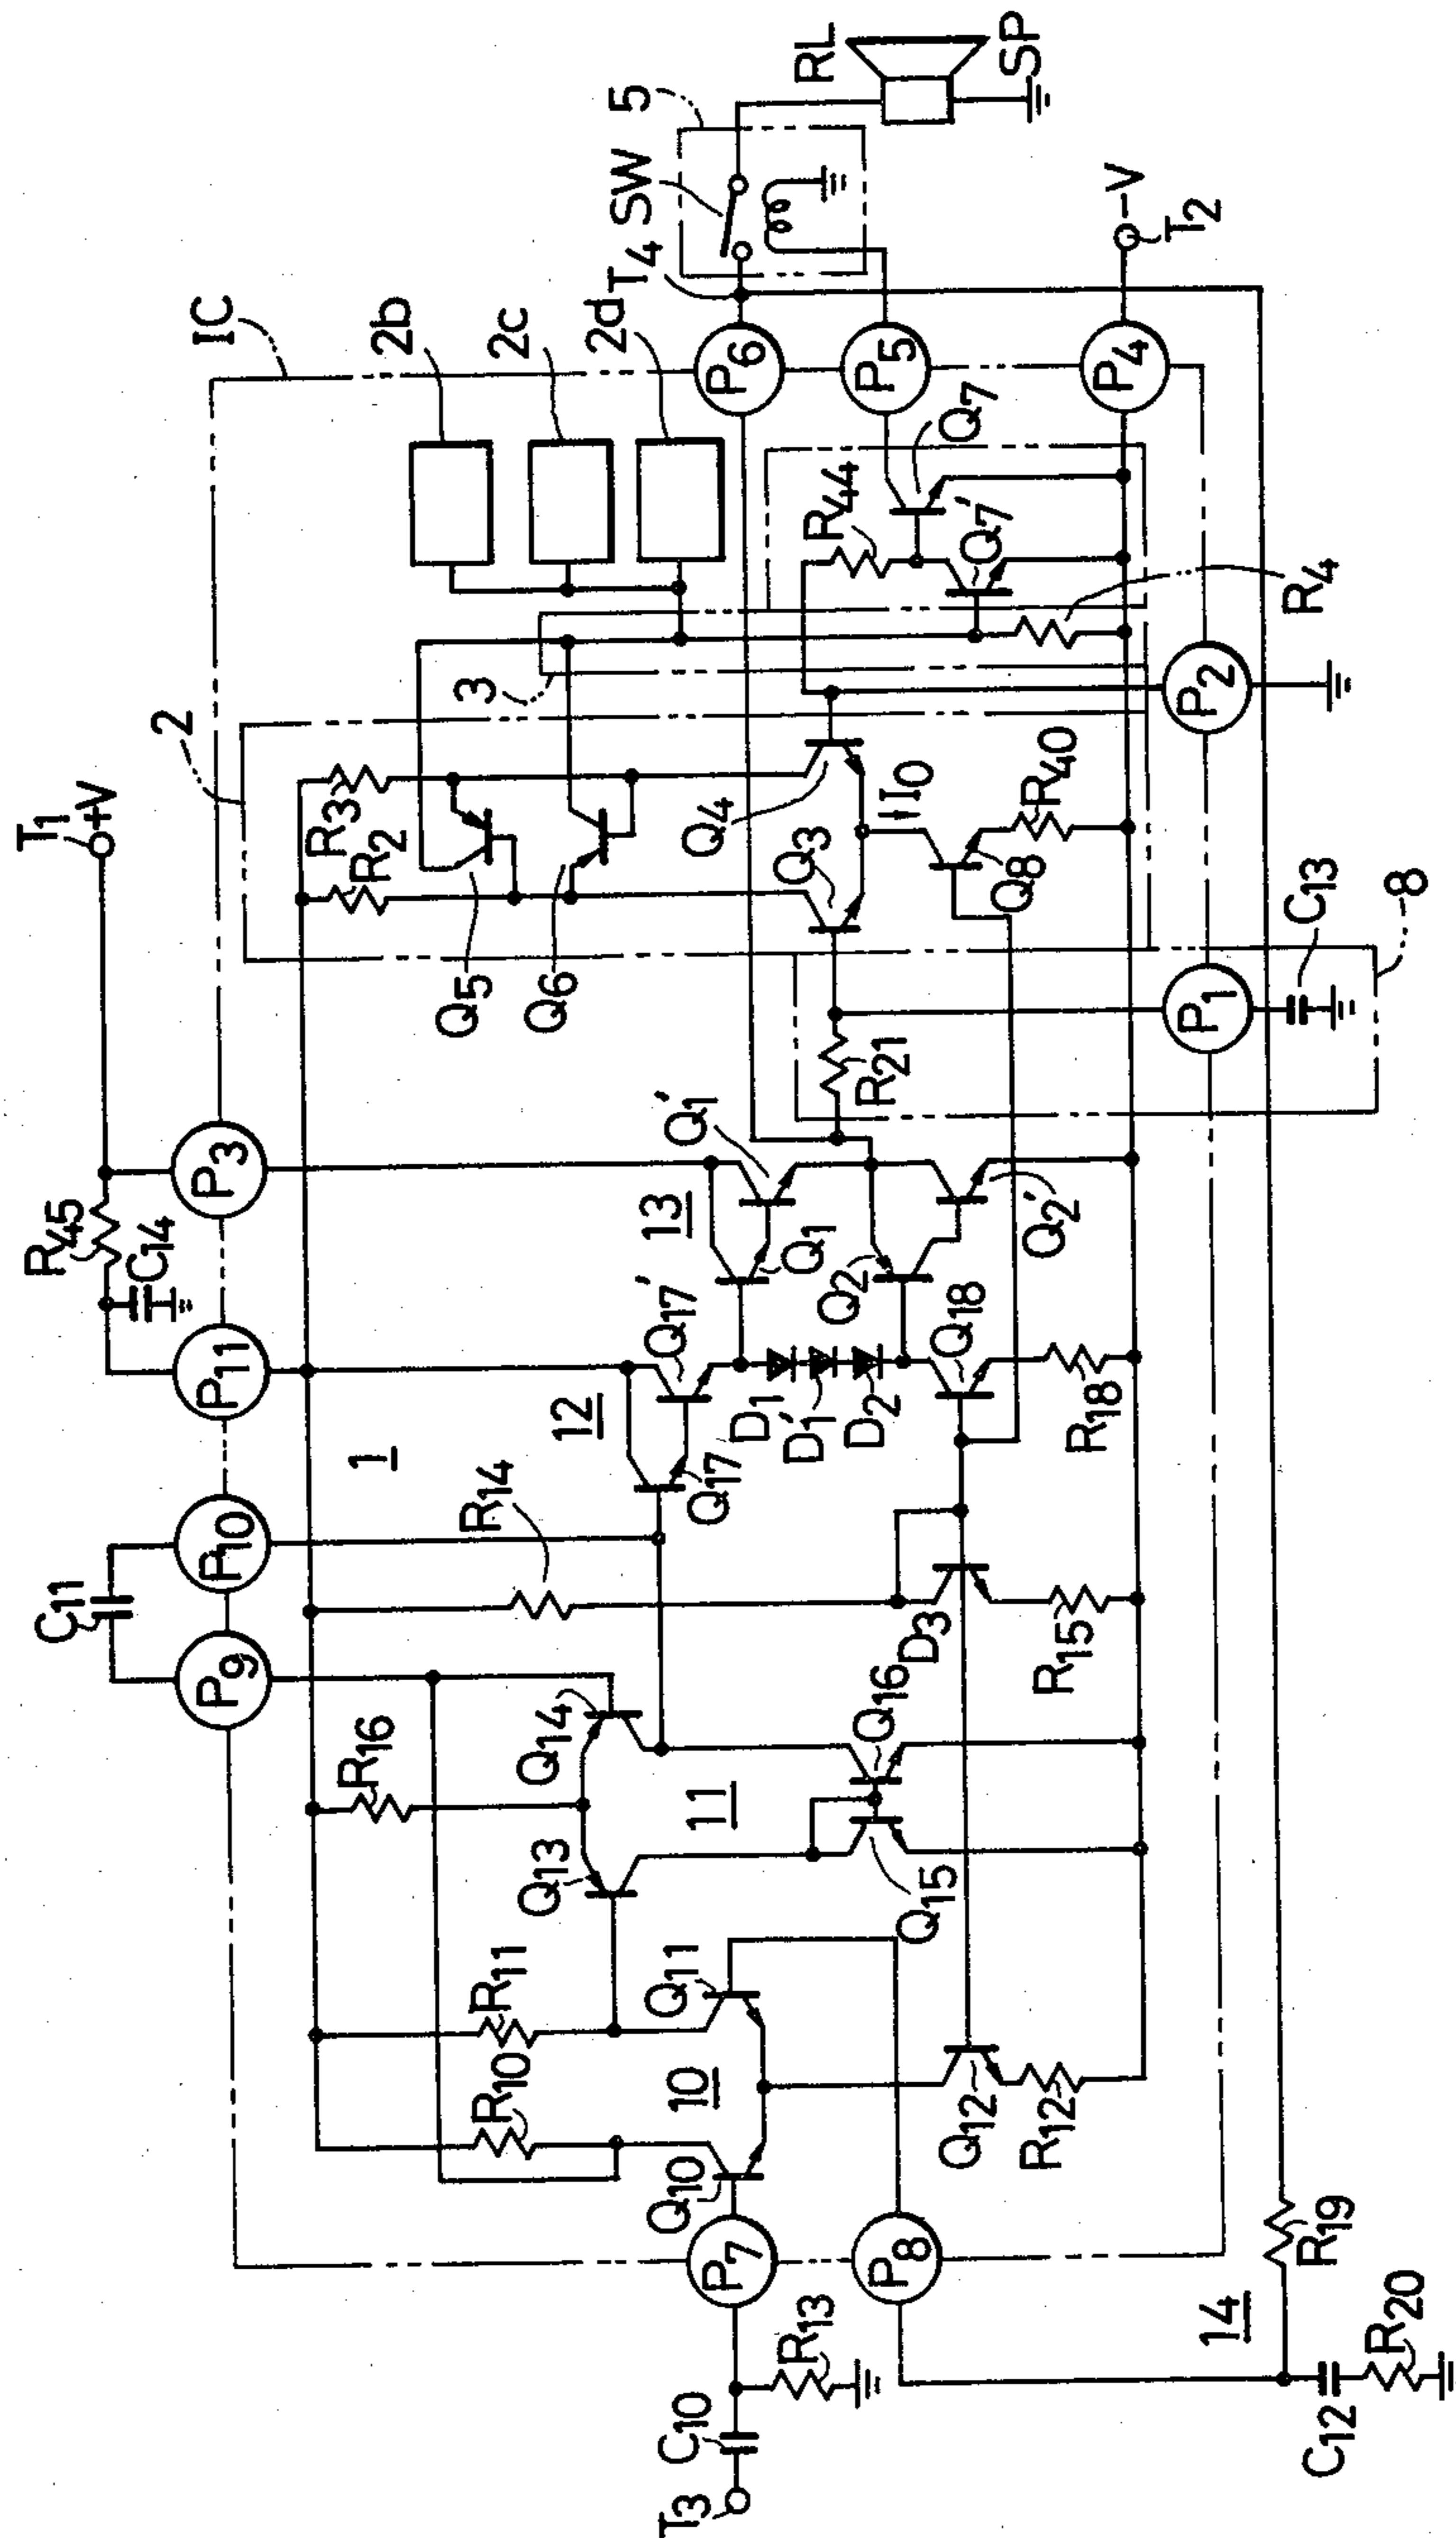 T1
+V
R45
C14
C11
P9
P10
P11
P3
IC
2
1
R16
R14
R11
R10
R3
R2
2b
2c
2d
Q13
Q14
12
Q17
Q17'
13
Q1
Q1'
Q5
Q6
3
T4
SW
5
RL
SP
Q10
Q11
10
11
D1
D1'
D2
Q2
Q2'
Q3
Q4
R44
Q7
Q7'
P6
P5
P4
-V
T2
T3
C10
R13
P7
P8
Q12
R12
Q15
Q16
D3
R15
Q18
R18
R21
I0
Q8
R40
R4
P1
P2
C13
8
14
R19
C12
R20